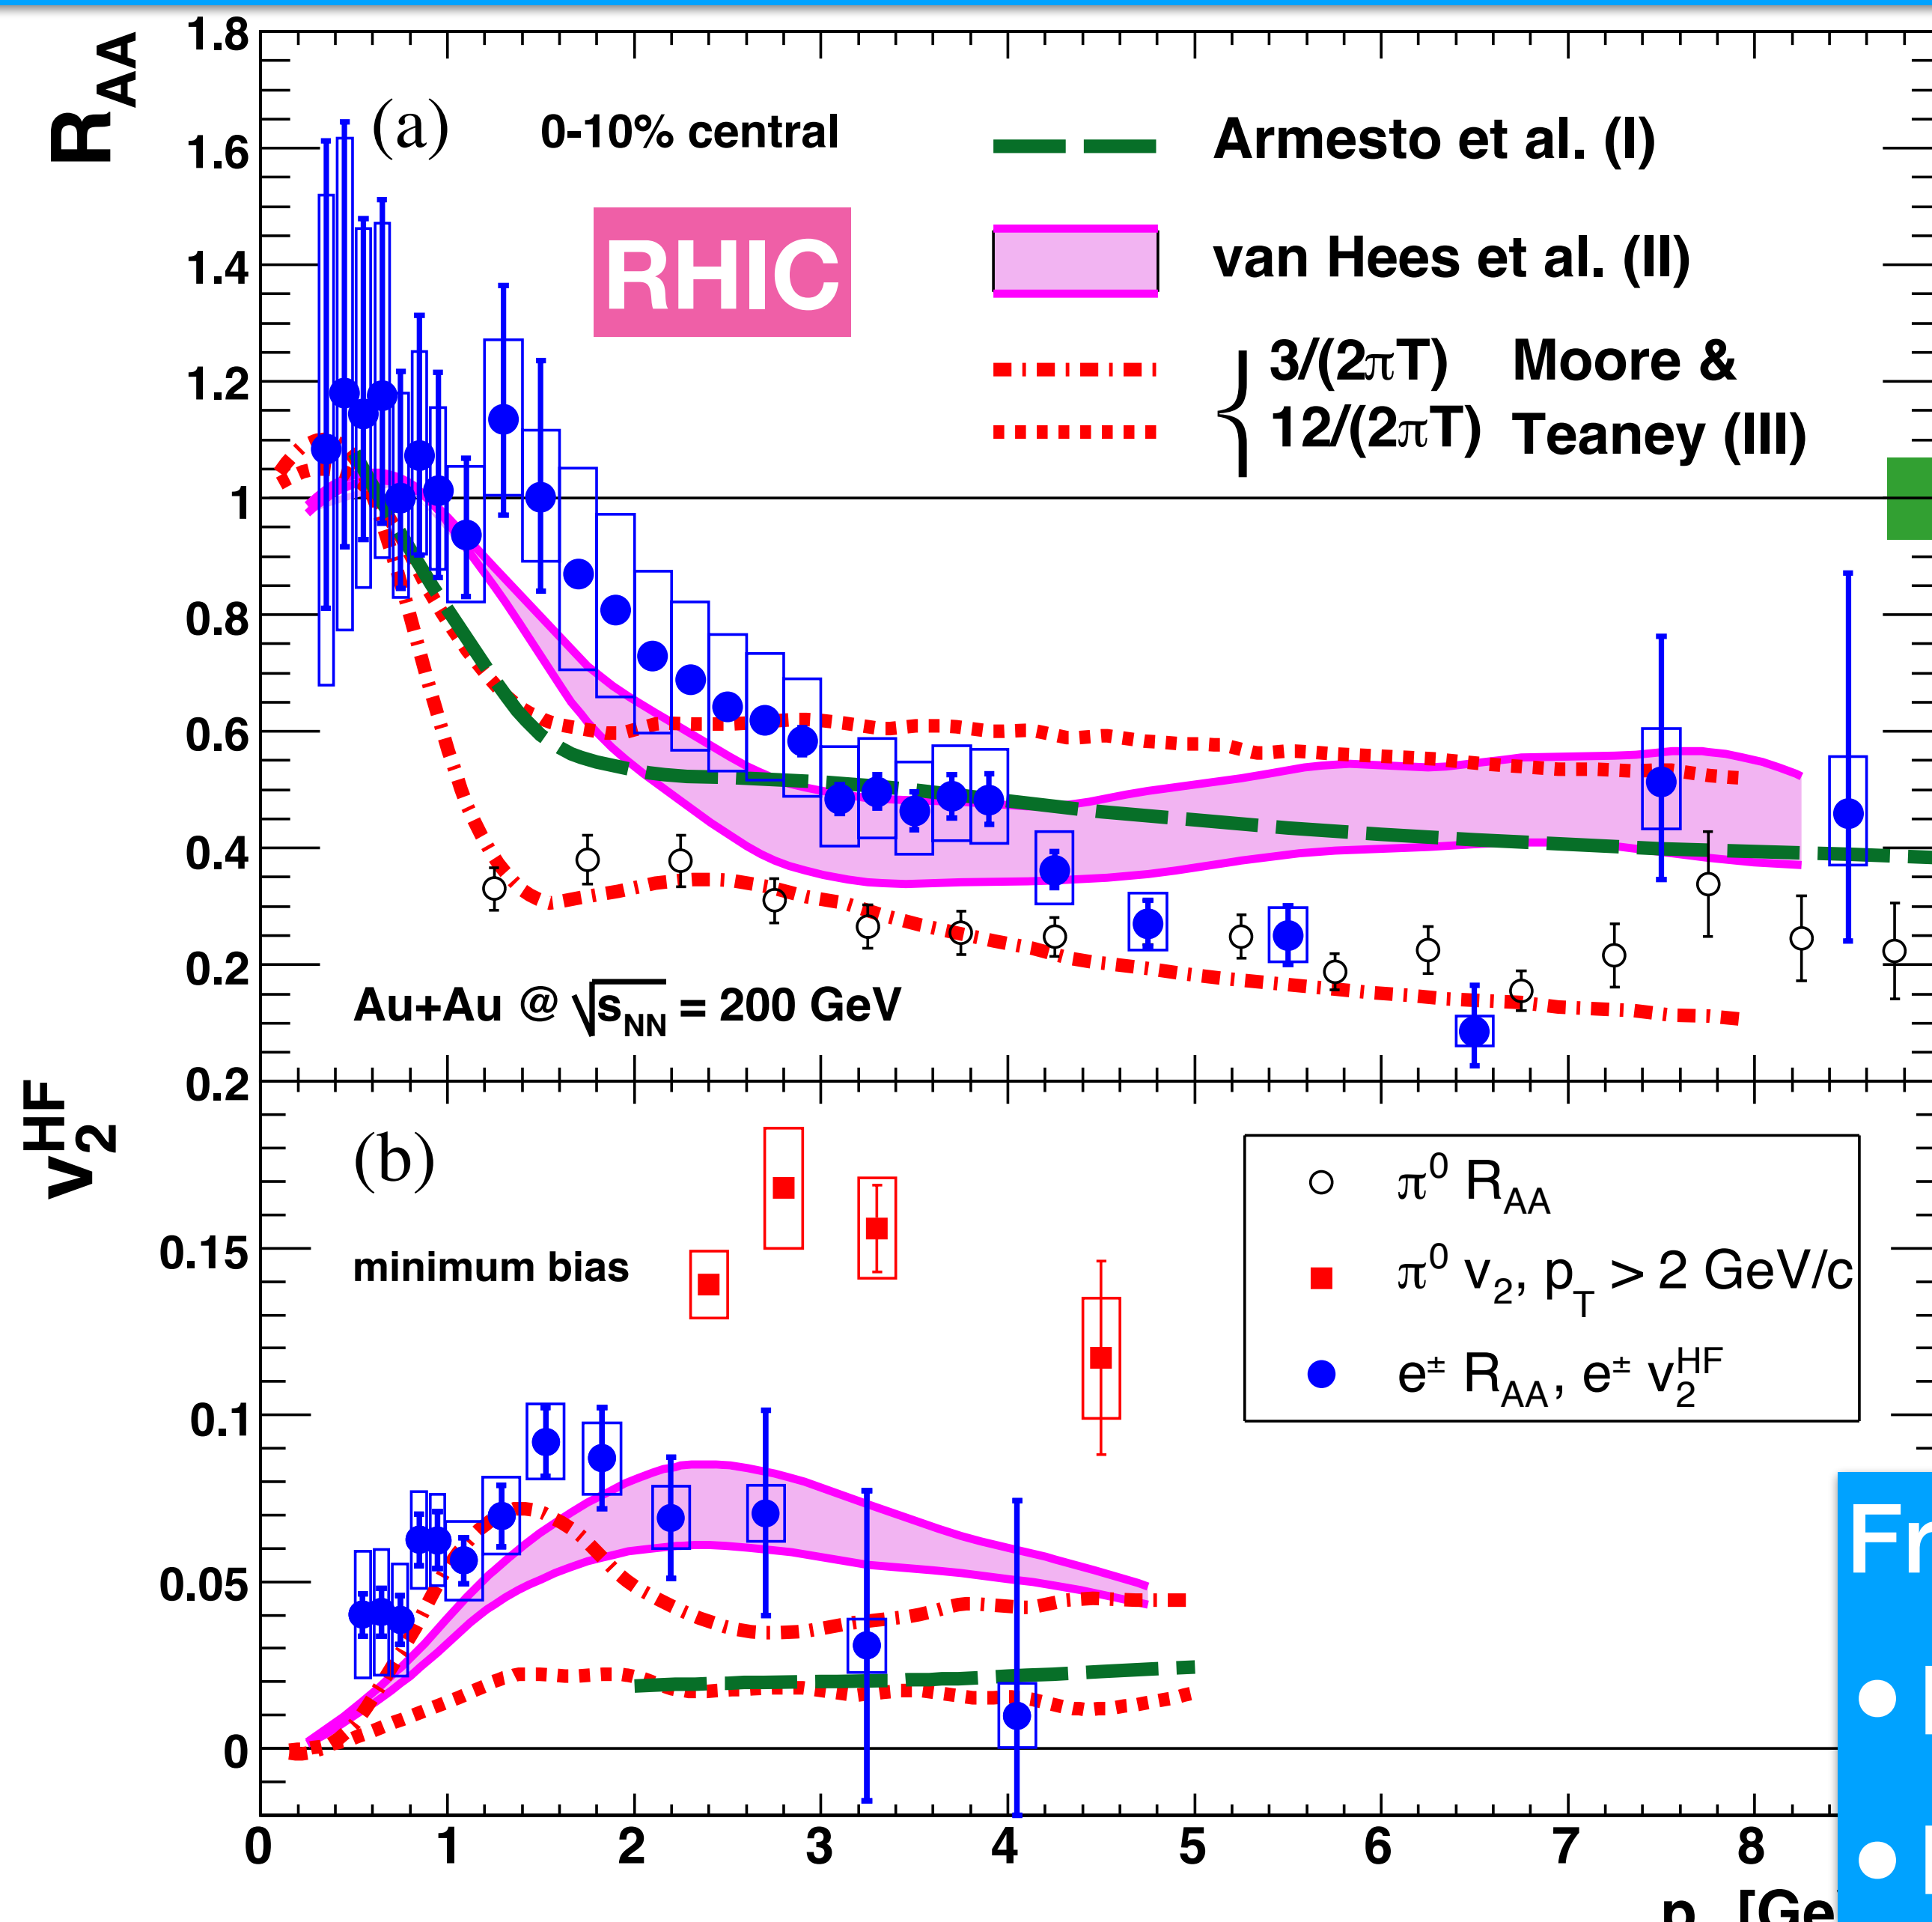 R_AA
1.8
1.6
1.4
1.2
1
0.8
0.6
0.4
0.2
(a) 0-10% central
RHIC
Armesto et al. (I)
van Hees et al. (II)
3/(2πT) Moore &
12/(2πT) Teaney (III)
Au+Au @ √s_NN = 200 GeV
v_2^HF
0.2
0.15
0.1
0.05
0
(b)
minimum bias
π^0 R_AA
π^0 v_2, p_T > 2 GeV/c
e^± R_AA, e^± v_2^HF
0 1 2 3 4 5 6 7 8
p [Ge
Fr